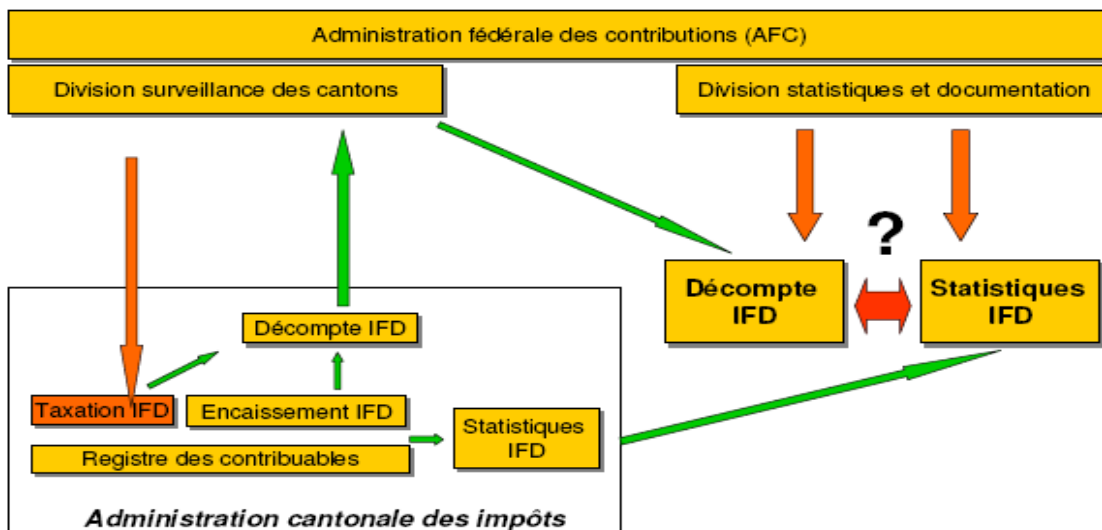 Administration fédérale des contributions (AFC)
Division surveillance des cantons
Division statistiques et documentation
?
Décompte
IFD
Statistiques
IFD
Décompte IFD
Taxation IFD
Encaissement IFD
Statistiques
IFD
Registre des contribuables
Administration cantonale des impôts